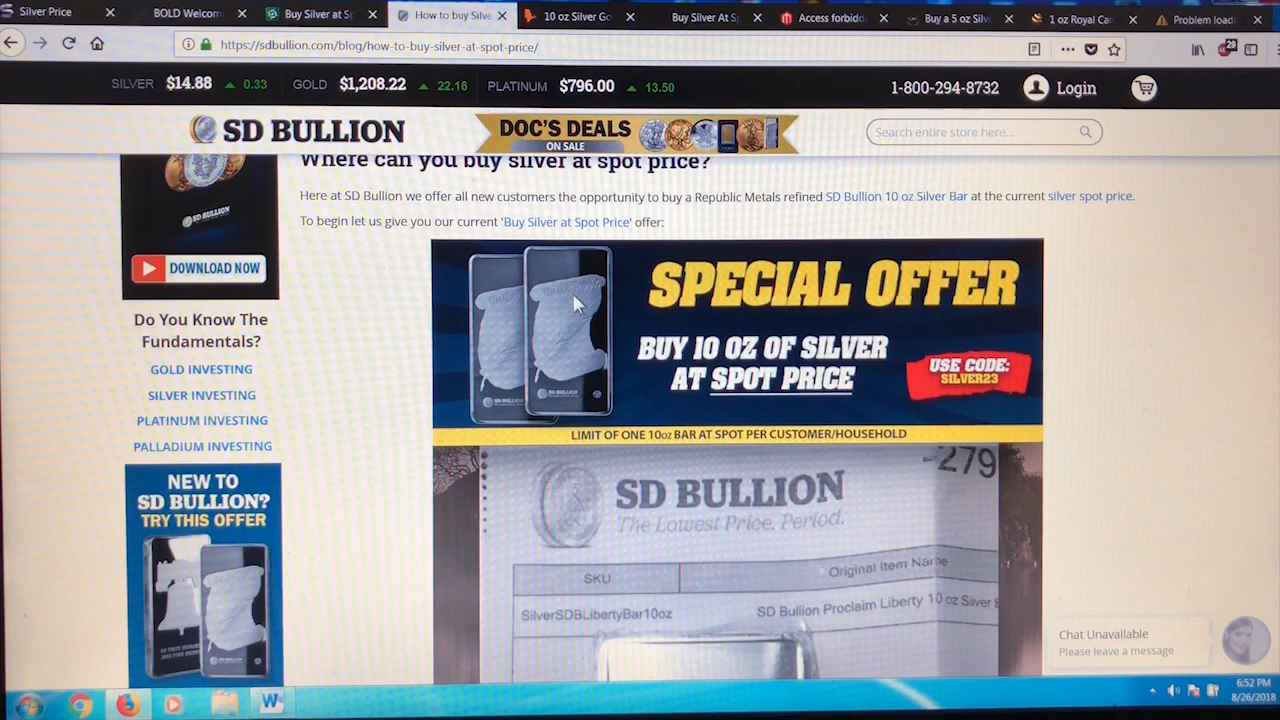 Silver Price
BOLD Welcom
Buy Silver at Sp
How to buy Silve
10 oz Silver Go
Buy Silver At S
Access forbidd
Buy a 5 oz Silv
1 oz Royal Can
Problem load
https://sdbullion.com/blog/how-to-buy-silver-at-spot-price/
29
SILVER $14.88 ▲ 0.33 GOLD $1,208.22 ▲ 22.16 PLATINUM $796.00 ▲ 13.50
1-800-294-8732 Login
SD BULLION
DOC'S DEALS
ON SALE
Search entire store here...
Where can you buy silver at spot price?
Here at SD Bullion we offer all new customers the opportunity to buy a Republic Metals refined SD Bullion 10 oz Silver Bar at the current silver spot price.
To begin let us give you our current 'Buy Silver at Spot Price' offer:
SD BULLION
DOWNLOAD NOW
Do You Know The
Fundamentals?
GOLD INVESTING
SILVER INVESTING
PLATINUM INVESTING
PALLADIUM INVESTING
NEW TO
SD BULLION?
TRY THIS OFFER
SD BULLION
SPECIAL OFFER
BUY 10 OZ OF SILVER
AT SPOT PRICE
USE CODE:
SILVER23
SD BULLION
SD BULLION
LIMIT OF ONE 10oz BAR AT SPOT PER CUSTOMER/HOUSEHOLD
-279
SD BULLION
The Lowest Price. Period.
SKU
Original Item Name
SilverSDBLibertyBar10oz
SD Bullion Proclaim Liberty 10 oz Silver
Chat Unavailable
Please leave a message
6:52 PM
8/26/2018